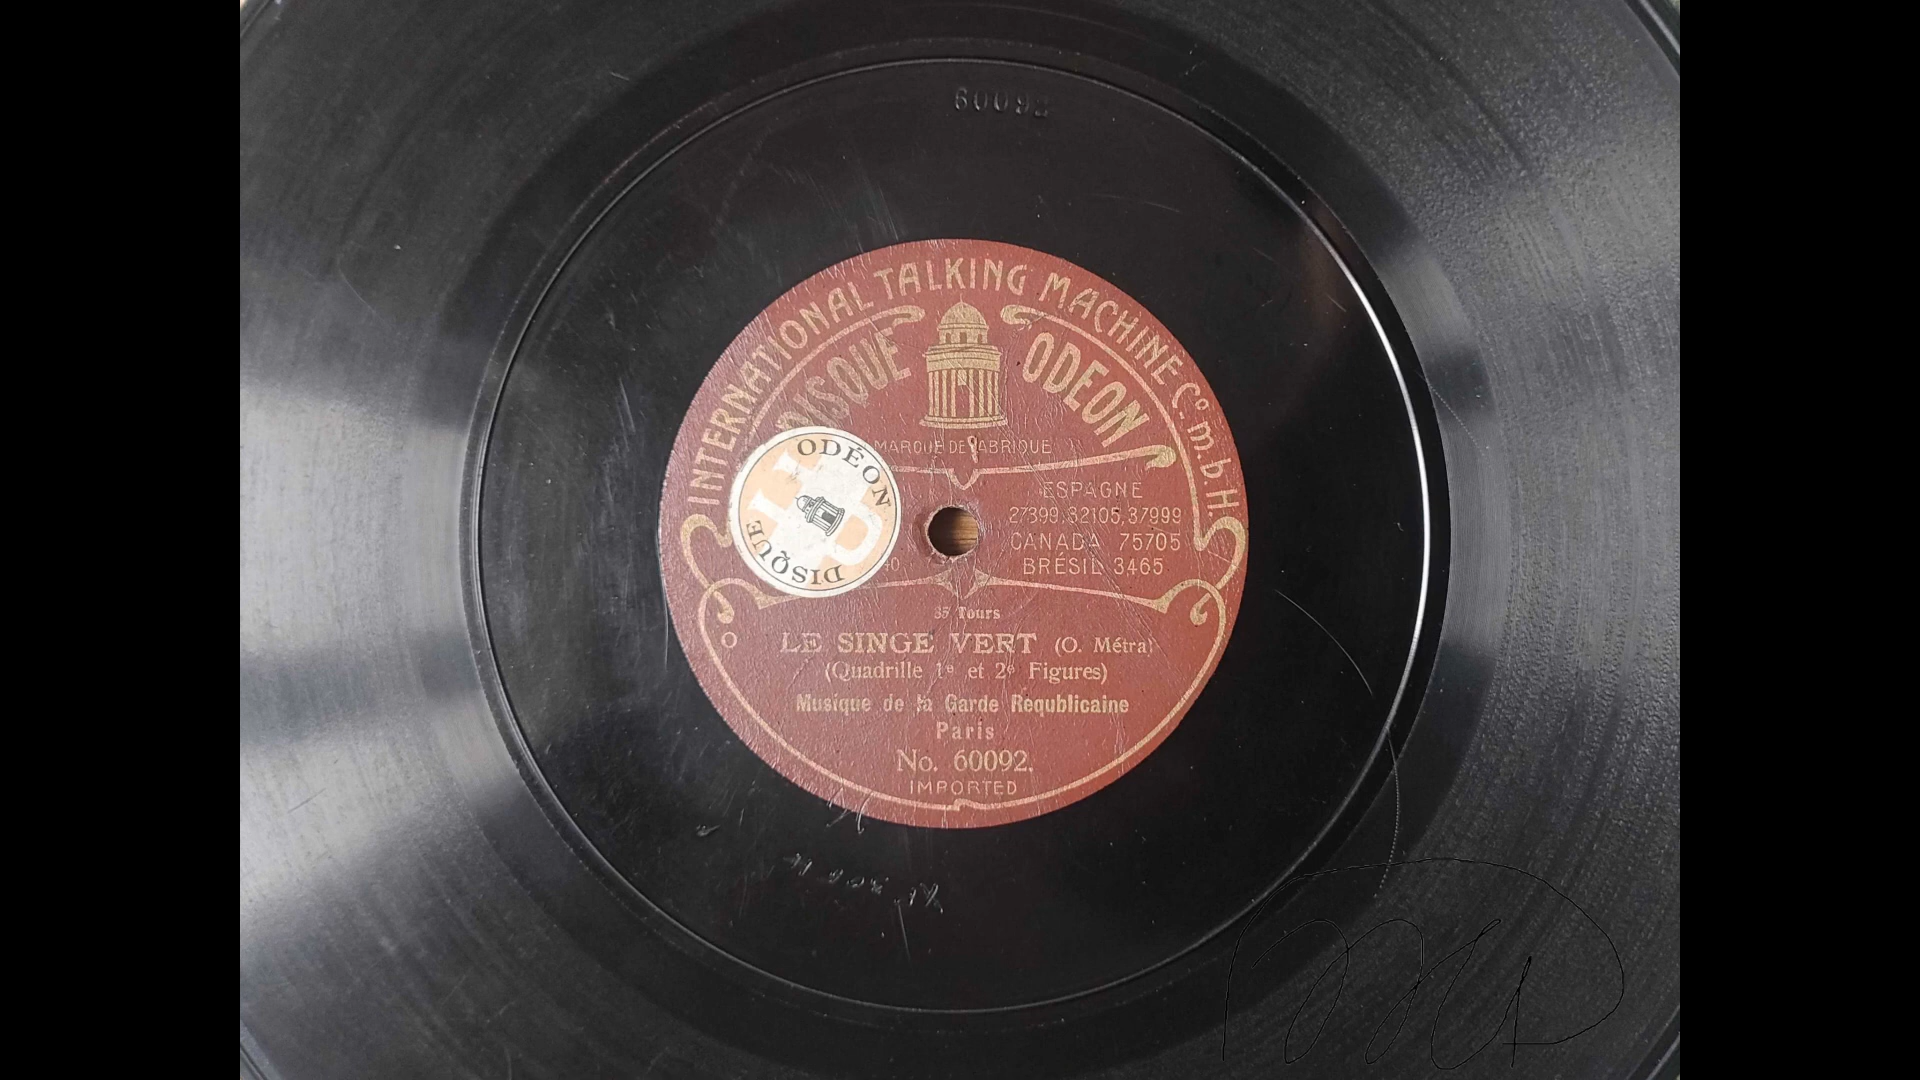 60092
INTERNATIONAL TALKING MACHINE Cº. m. b. H.
DISQUE ODEON
MARQUE DE FABRIQUE
ODÉON
DISQUE
ESPAGNE
27399, 32105, 37999
CANADA 75705
BRÉSIL 3465
35 Tours
O
LE SINGE VERT (O. Métra)
(Quadrille 1e et 2e Figures)
Musique de la Garde Requblicaine
Paris
No. 60092.
IMPORTED